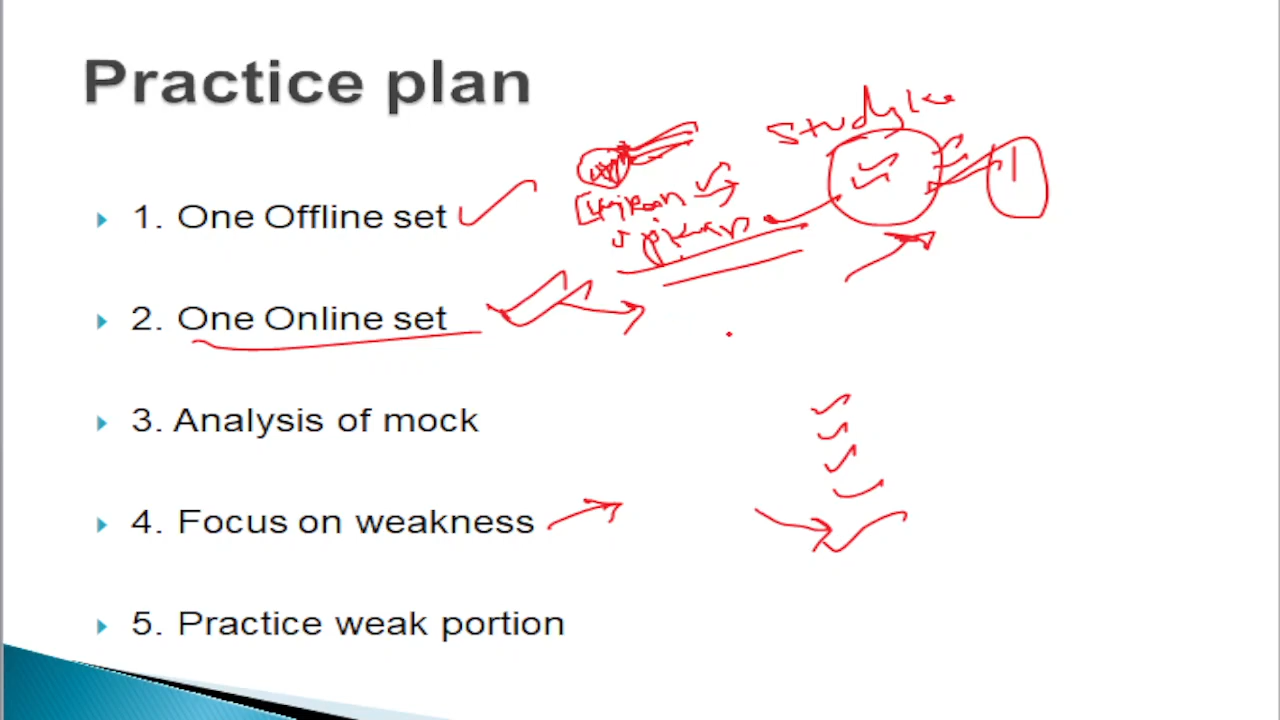 Practice plan
1. One Offline set
2. One Online set
3. Analysis of mock
4. Focus on weakness
5. Practice weak portion